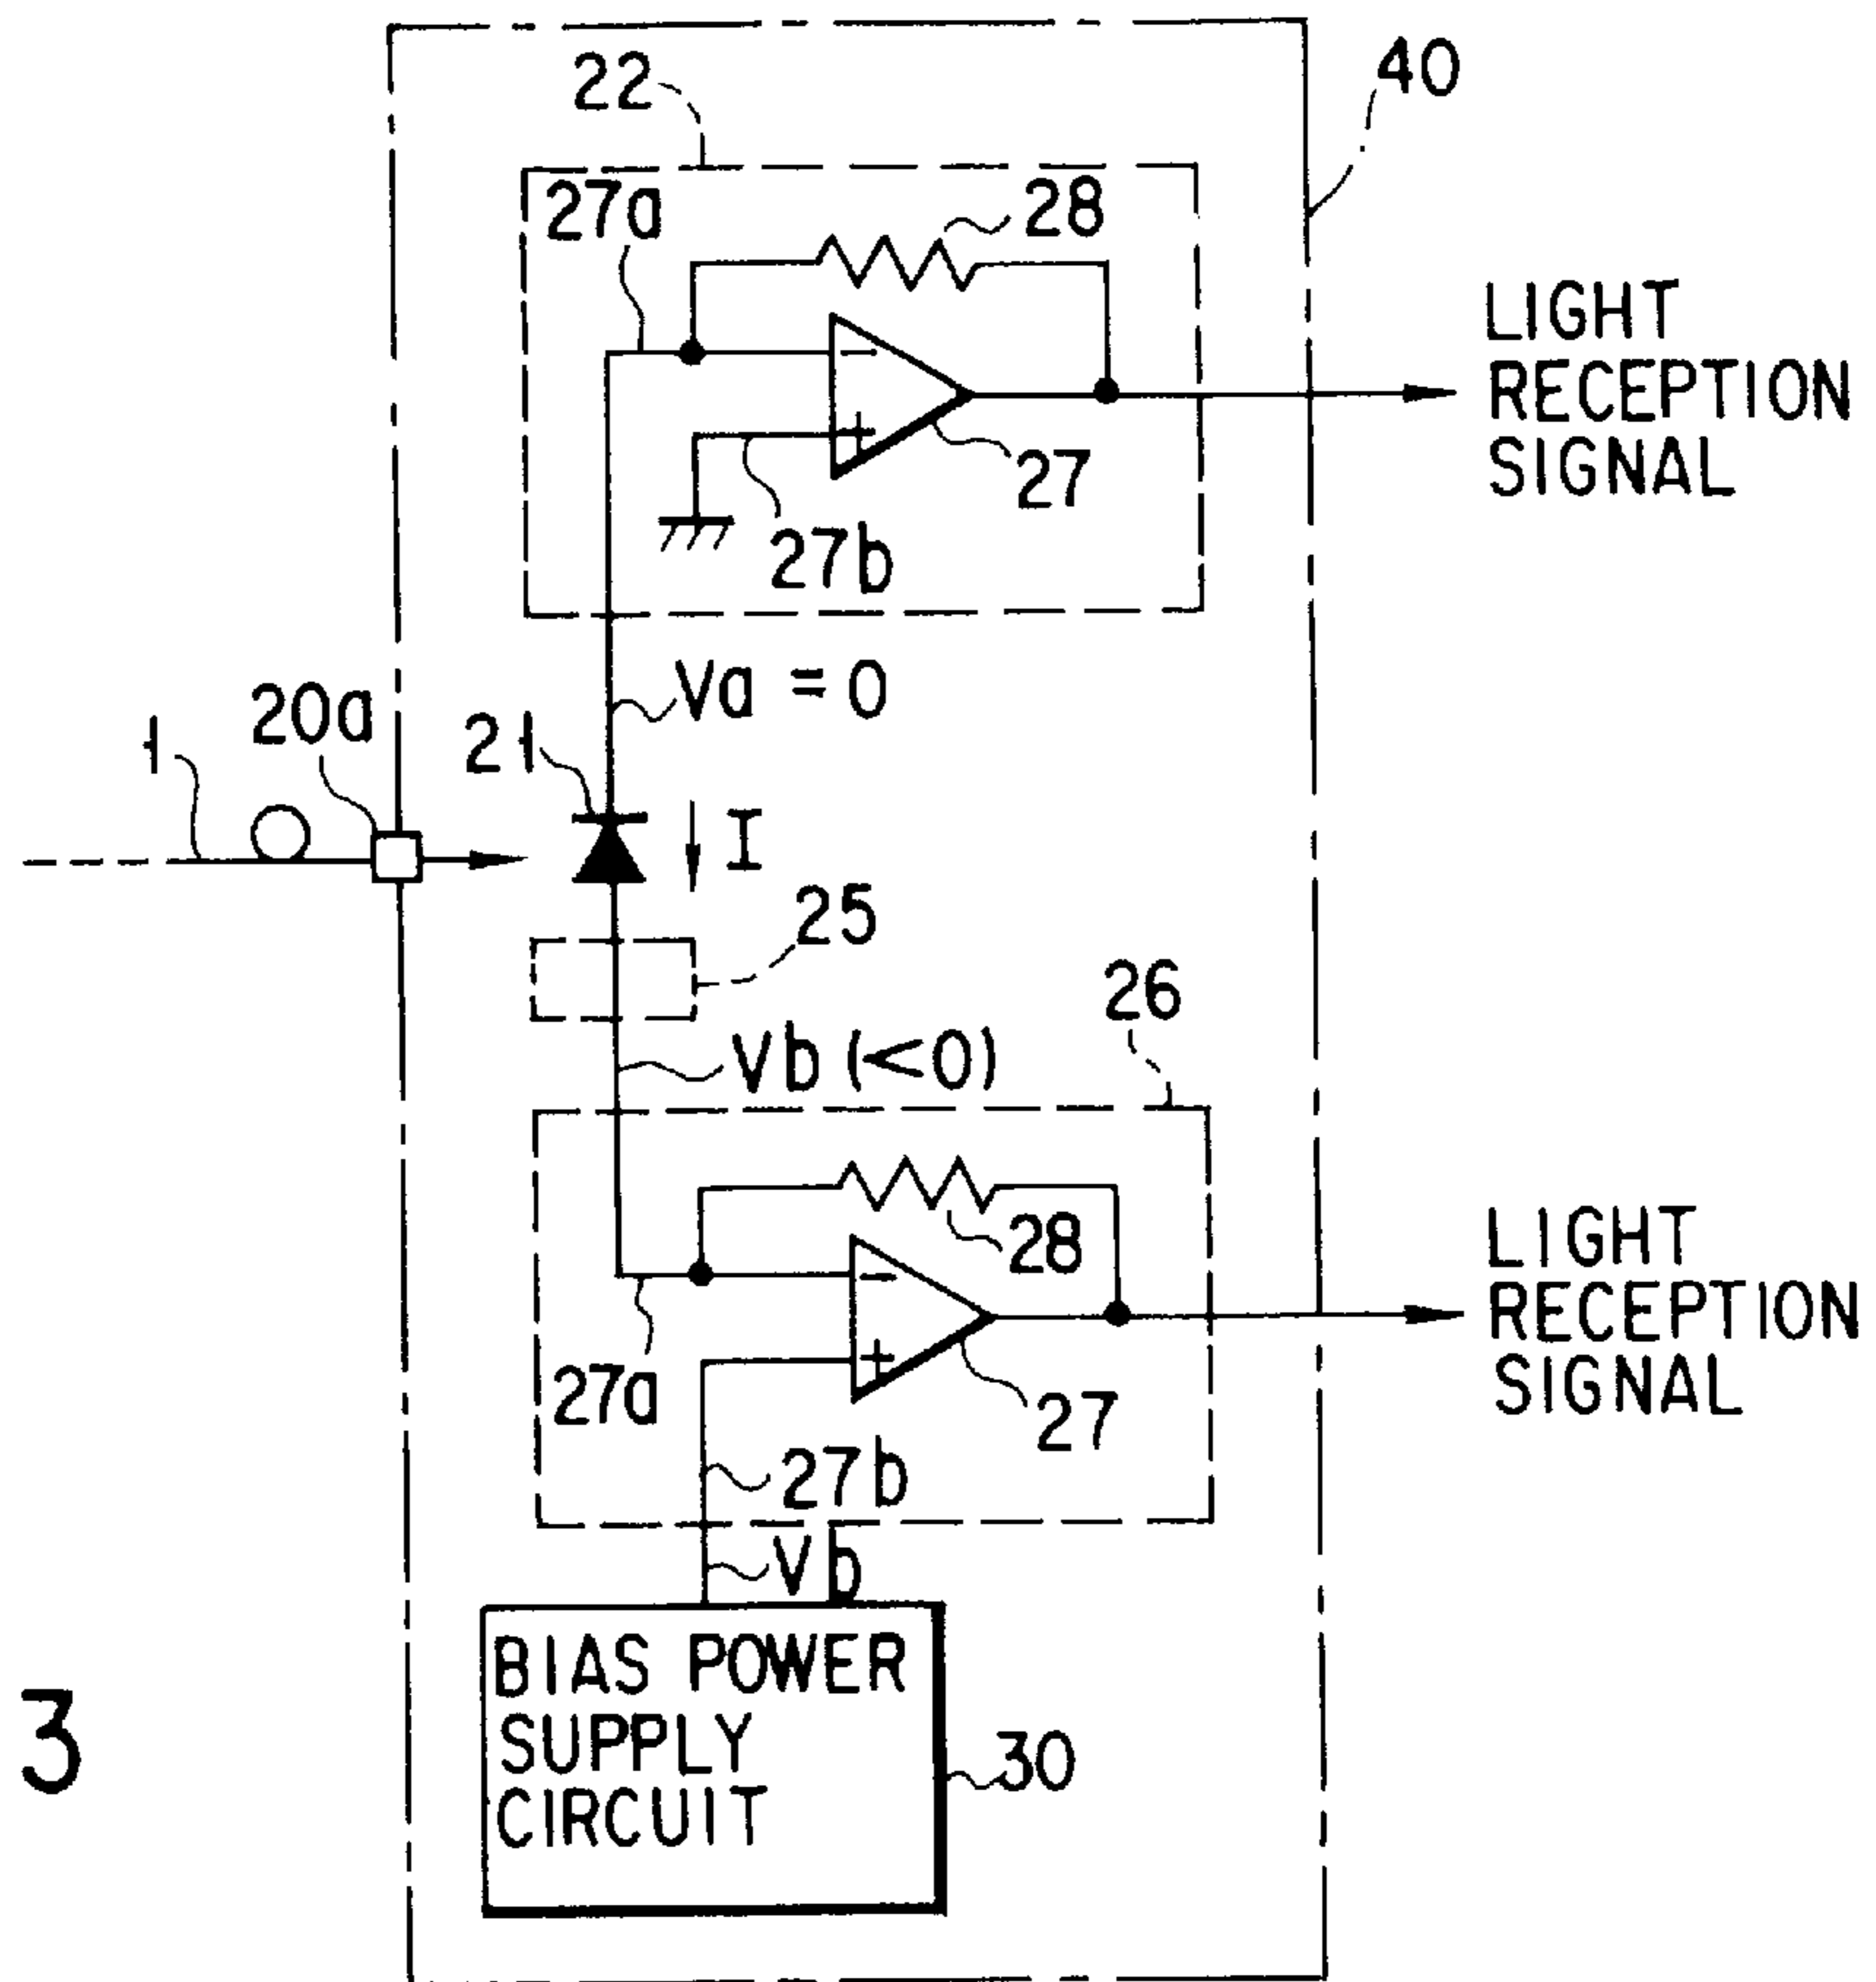 22
40
27a
28
LIGHT
RECEPTION
SIGNAL
27
27b
Va = 0
1
20a
21
I
25
26
Vb (<0)
28
LIGHT
RECEPTION
SIGNAL
27a
27
27b
Vb
BIAS POWER
SUPPLY
CIRCUIT
30
3